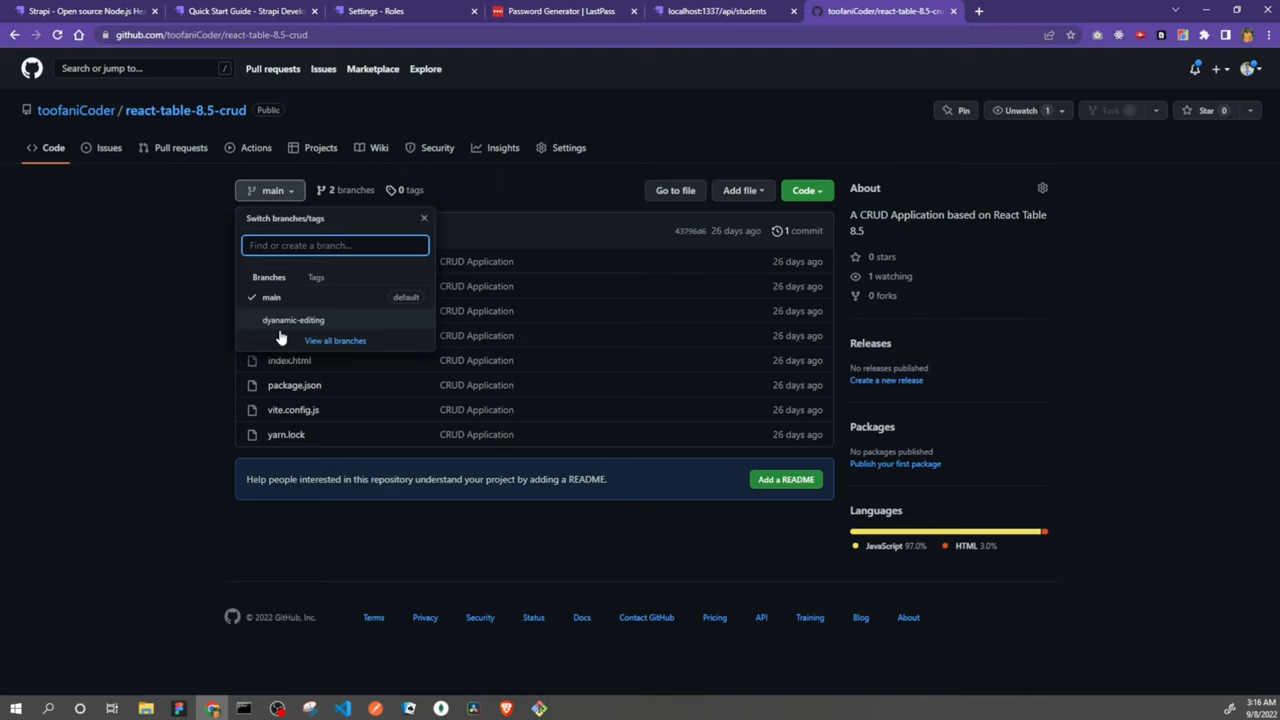 Strapi - Open source Node.js He
Quick Start Guide - Strapi Develo
Settings - Roles
Password Generator | LastPass
localhost:1337/api/students
toofaniCoder/react-table-8.5-cru
github.com/toofaniCoder/react-table-8.5-crud
Search or jump to...
/
Pull requests
Issues
Marketplace
Explore
toofaniCoder / react-table-8.5-crud
Public
Pin
Unwatch 1
Fork
Star 0
Code
Issues
Pull requests
Actions
Projects
Wiki
Security
Insights
Settings
main
2 branches
0 tags
Go to file
Add file
Code
Switch branches/tags
Find or create a branch...
Branches
Tags
main
default
dyanamic-editing
View all branches
43796d6 26 days ago
1 commit
CRUD Application
26 days ago
CRUD Application
26 days ago
CRUD Application
26 days ago
CRUD Application
26 days ago
index.html
CRUD Application
26 days ago
package.json
CRUD Application
26 days ago
vite.config.js
CRUD Application
26 days ago
yarn.lock
CRUD Application
26 days ago
Help people interested in this repository understand your project by adding a README.
Add a README
About
A CRUD Application based on React Table
8.5
0 stars
1 watching
0 forks
Releases
No releases published
Create a new release
Packages
No packages published
Publish your first package
Languages
JavaScript 97.0%
HTML 3.0%
© 2022 GitHub, Inc.
Terms
Privacy
Security
Status
Docs
Contact GitHub
Pricing
API
Training
Blog
About
3:16 AM
9/8/2022